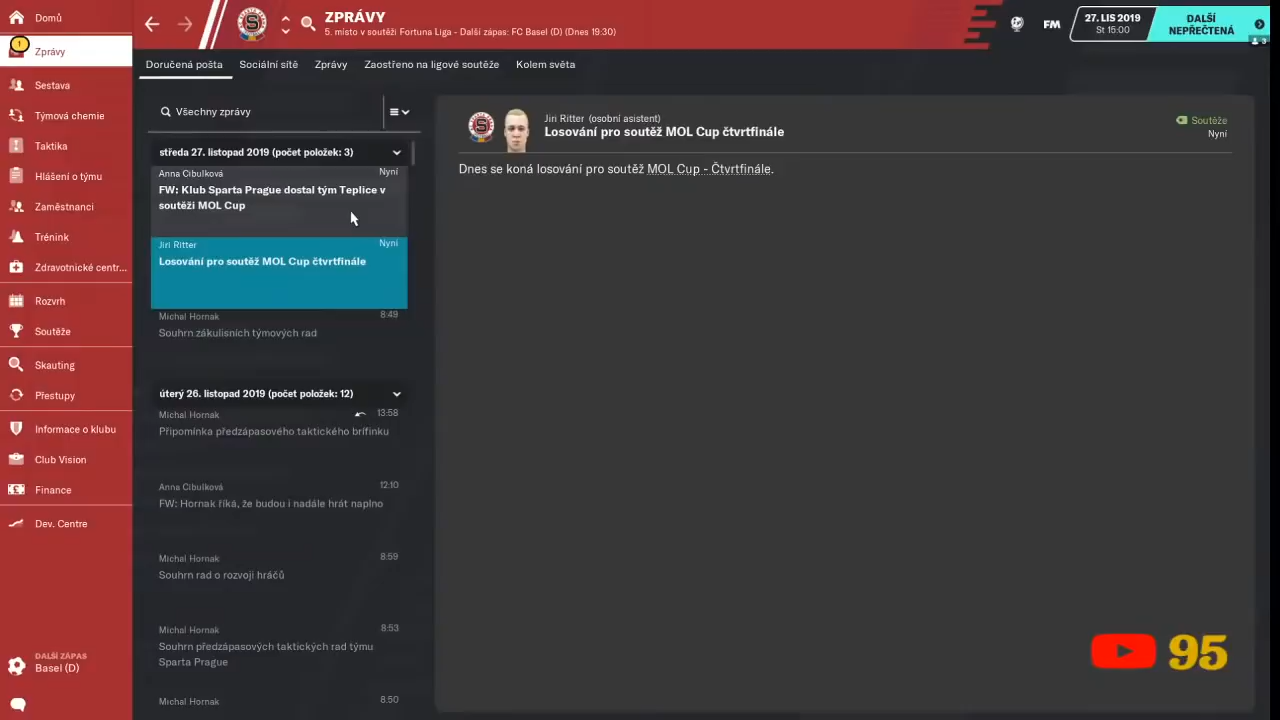 Domů
Zprávy
Sestava
Týmová chemie
Taktika
Hlášení o týmu
Zaměstnanci
Trénink
Zdravotnické centr...
Rozvrh
Soutěže
Skauting
Přestupy
Informace o klubu
Club Vision
Finance
Dev. Centre
DALŠÍ ZÁPAS
Basel (D)
ZPRÁVY
5. místo v soutěži Fortuna Liga - Další zápas: FC Basel (D) (Dnes 19:30)
FM
27. LIS 2019
St 15:00
DALŠÍ
NEPŘEČTENÁ
3
Doručená pošta
Sociální sítě
Zprávy
Zaostřeno na ligové soutěže
Kolem světa
Všechny zprávy
středa 27. listopad 2019 (počet položek: 3)
Anna Cibulková
Nyní
FW: Klub Sparta Prague dostal tým Teplice v
soutěži MOL Cup
Jiri Ritter
Nyní
Losování pro soutěž MOL Cup čtvrtfinále
Michal Hornak
8:49
Souhrn zákulisních týmových rad
úterý 26. listopad 2019 (počet položek: 12)
Michal Hornak
13:58
Připomínka předzápasového taktického brífinku
Anna Cibulková
12:10
FW: Hornak říká, že budou i nadále hrát naplno
Michal Hornak
8:59
Souhrn rad o rozvoji hráčů
Michal Hornak
8:53
Souhrn předzápasových taktických rad týmu
Sparta Prague
Michal Hornak
8:50
Jiri Ritter (osobní asistent)
Losování pro soutěž MOL Cup čtvrtfinále
Soutěže
Nyní
Dnes se koná losování pro soutěž MOL Cup - Čtvrtfinále.
95